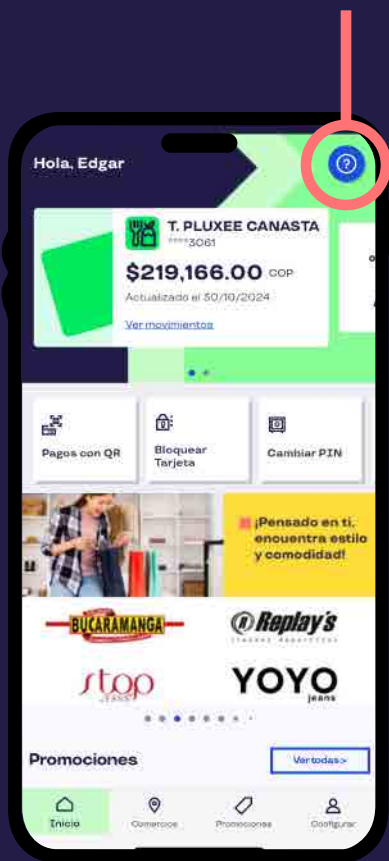 Hola, Edgar
?
T. PLUXEE CANASTA
****3061
$219,166.00 COP
Actualizado el 30/10/2024
Ver movimientos
Pagos con QR
Bloquear
Tarjeta
Cambiar PIN
¡Pensado en ti,
encuentra estilo
y comodidad!
BUCARAMANGA
R Replay's
stop
JEANS
YOYO
jeans
Promociones
Ver todas >
Inicio
Comercios
Promociones
Configurar